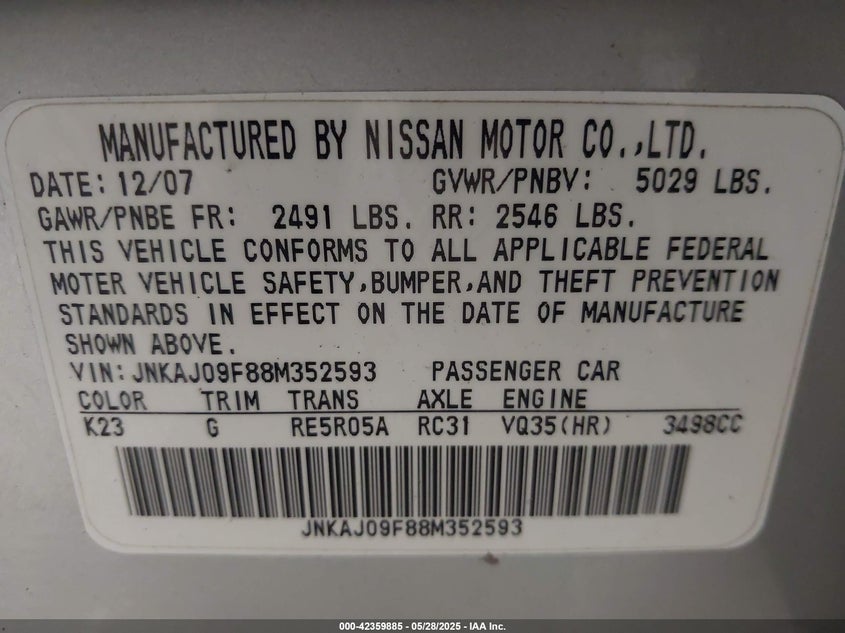 MANUFACTURED BY NISSAN MOTOR CO.,LTD.
DATE: 12/07 GVWR/PNBV: 5029 LBS.
GAWR/PNBE FR: 2491 LBS. RR: 2546 LBS.
THIS VEHICLE CONFORMS TO ALL APPLICABLE FEDERAL
MOTER VEHICLE SAFETY,BUMPER,AND THEFT PREVENTION
STANDARDS IN EFFECT ON THE DATE OF MANUFACTURE
SHOWN ABOVE.
VIN: JNKAJ09F88M352593 PASSENGER CAR
COLOR TRIM TRANS AXLE ENGINE
K23 G RE5R05A RC31 VQ35(HR) 3498CC
JNKAJ09F88M352593
000-42359885 - 05/28/2025 - IAA Inc.